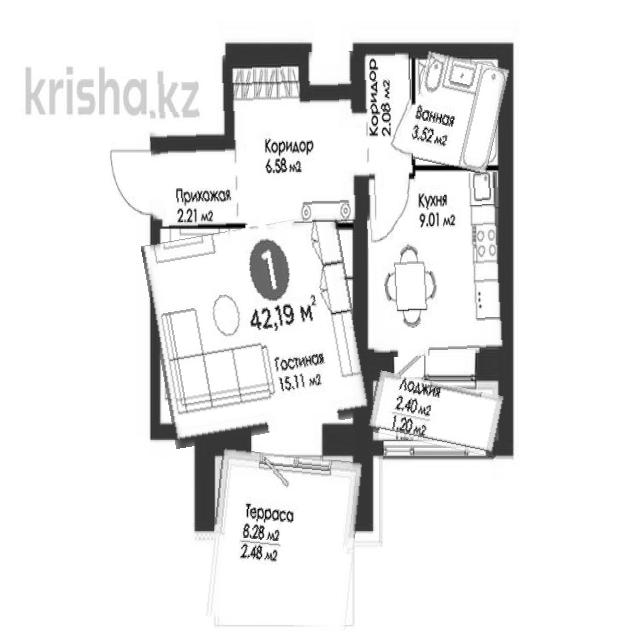 krisha.kz
Коридор
2.08 м2
Ванная
3.52 м2
Коридор
6.58 м2
Прихожая
2.21 м2
Кухня
9.01 м2
1
42,19 м2
Гостиная
15.11 м2
Лоджия
2.40 м2
1.20 м2
Терраса
8.28 м2
2.48 м2